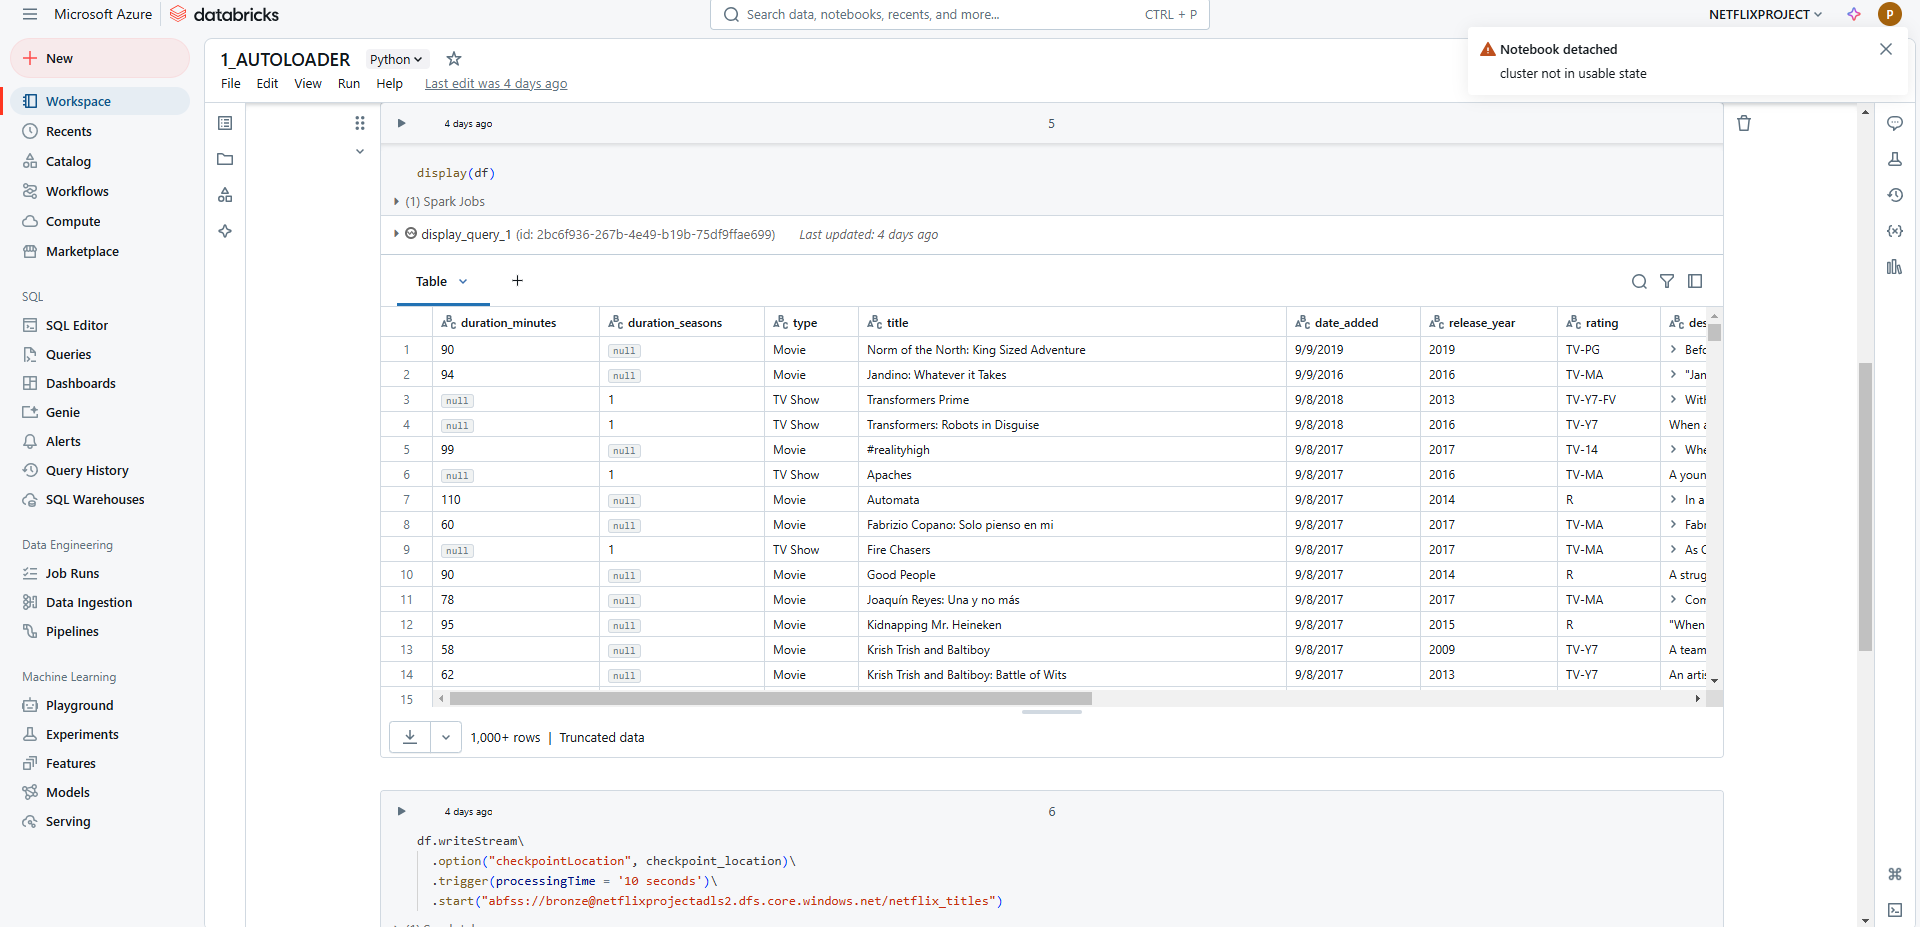 Microsoft Azure databricks
Search data, notebooks, recents, and more... CTRL + P
NETFLIXPROJECT P
Notebook detached
cluster not in usable state
New
Workspace
Recents
Catalog
Workflows
Compute
Marketplace
SQL
SQL Editor
Queries
Dashboards
Genie
Alerts
Query History
SQL Warehouses
Data Engineering
Job Runs
Data Ingestion
Pipelines
Machine Learning
Playground
Experiments
Features
Models
Serving
1_AUTOLOADER Python
File Edit View Run Help Last edit was 4 days ago
4 days ago 5
display(df)
(1) Spark Jobs
display_query_1 (id: 2bc6f936-267b-4e49-b19b-75df9ffae699) Last updated: 4 days ago
Table +
duration_minutes duration_seasons type title date_added release_year rating des
1 90 null Movie Norm of the North: King Sized Adventure 9/9/2019 2019 TV-PG Befo
2 94 null Movie Jandino: Whatever it Takes 9/9/2016 2016 TV-MA "Jan
3 null 1 TV Show Transformers Prime 9/8/2018 2013 TV-Y7-FV With
4 null 1 TV Show Transformers: Robots in Disguise 9/8/2018 2016 TV-Y7 When a
5 99 null Movie #realityhigh 9/8/2017 2017 TV-14 Whe
6 null 1 TV Show Apaches 9/8/2017 2016 TV-MA A youn
7 110 null Movie Automata 9/8/2017 2014 R In a
8 60 null Movie Fabrizio Copano: Solo pienso en mi 9/8/2017 2017 TV-MA Fabr
9 null 1 TV Show Fire Chasers 9/8/2017 2017 TV-MA As C
10 90 null Movie Good People 9/8/2017 2014 R A strug
11 78 null Movie Joaquín Reyes: Una y no más 9/8/2017 2017 TV-MA Com
12 95 null Movie Kidnapping Mr. Heineken 9/8/2017 2015 R "When
13 58 null Movie Krish Trish and Baltiboy 9/8/2017 2009 TV-Y7 A team
14 62 null Movie Krish Trish and Baltiboy: Battle of Wits 9/8/2017 2013 TV-Y7 An artis
15
1,000+ rows | Truncated data
4 days ago 6
df.writeStream\
.option("checkpointLocation", checkpoint_location)\
.trigger(processingTime = '10 seconds')\
.start("abfss://bronze@netflixprojectadls2.dfs.core.windows.net/netflix_titles")